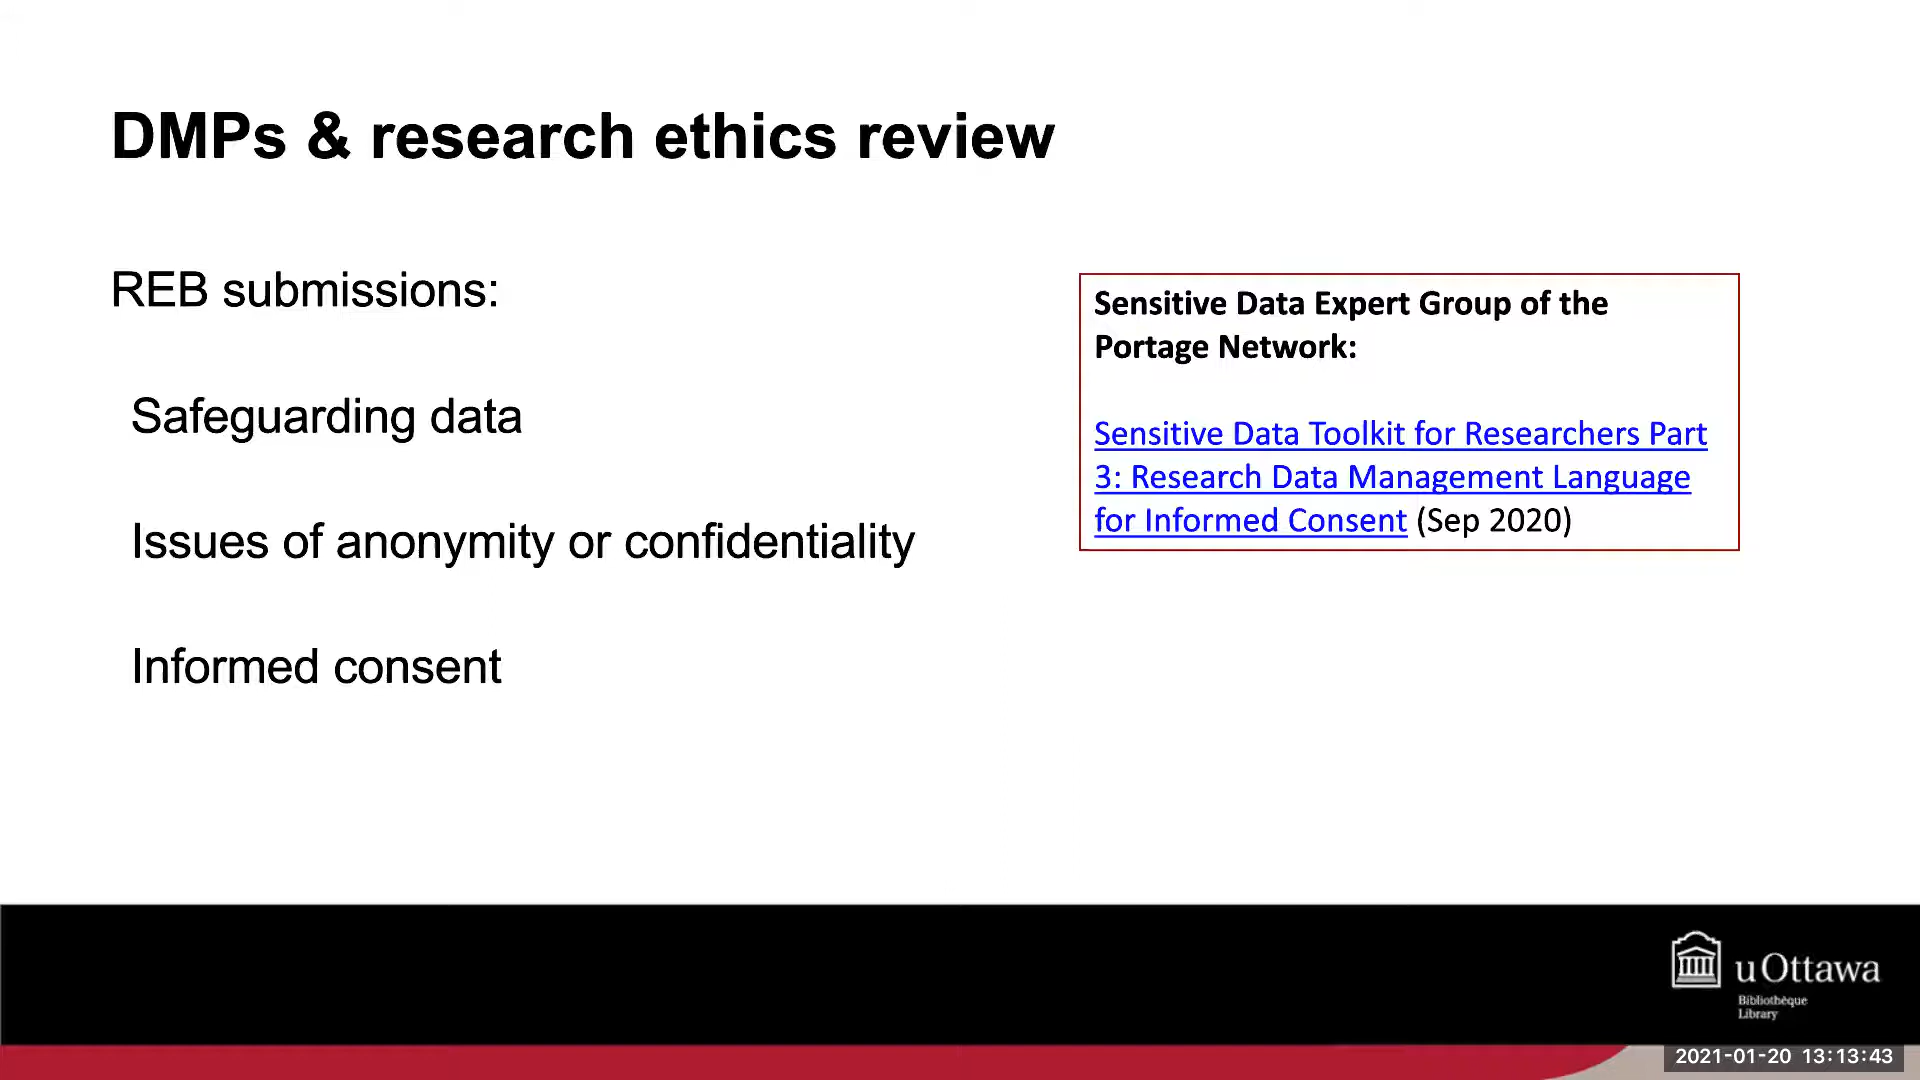 DMPs & research ethics review
REB submissions:
Safeguarding data
Issues of anonymity or confidentiality
Informed consent
Sensitive Data Expert Group of the
Portage Network:
Sensitive Data Toolkit for Researchers Part
3: Research Data Management Language
for Informed Consent (Sep 2020)
uOttawa
Bibliothèque
Library
2021-01-20 13:13:43